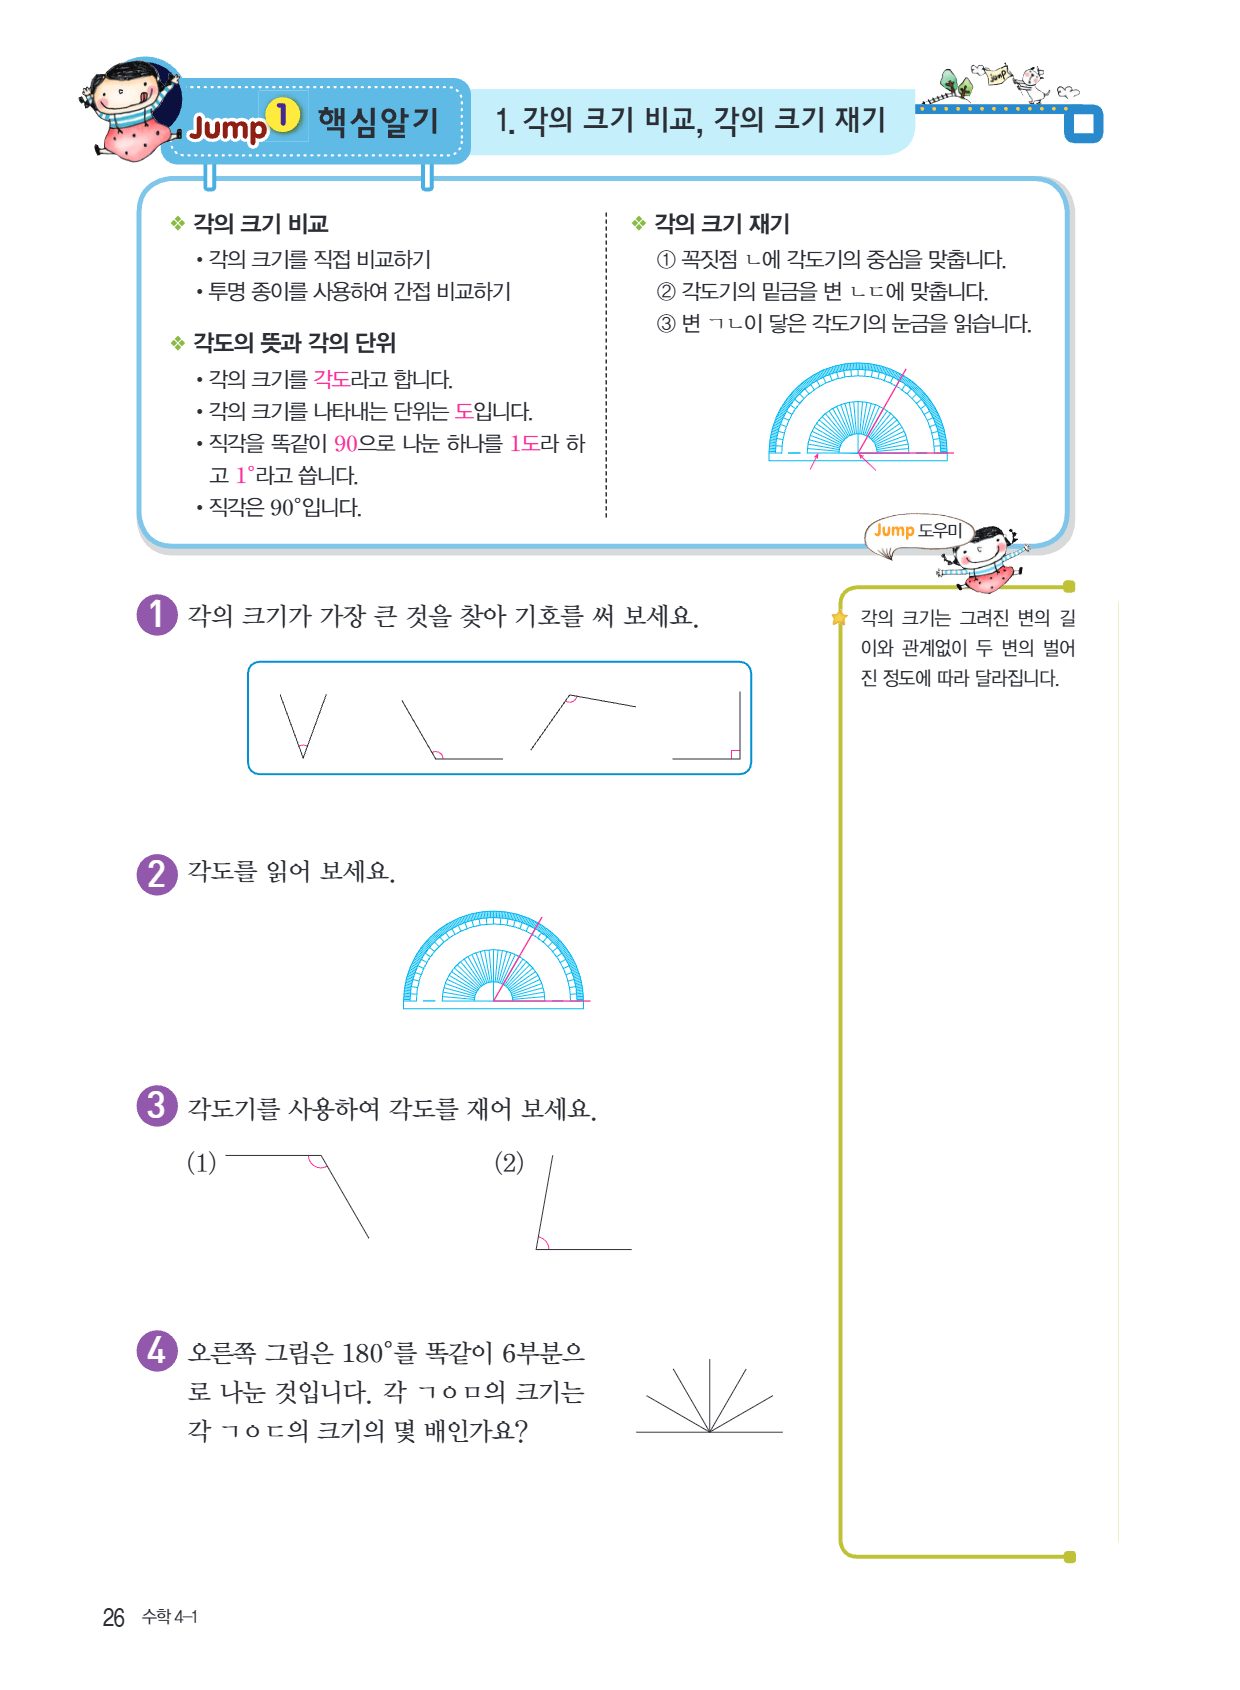 Jump 1 핵심알기
1. 각의 크기 비교, 각의 크기 재기
Jump
❖ 각의 크기 비교
• 각의 크기를 직접 비교하기
• 투명 종이를 사용하여 간접 비교하기
❖ 각도의 뜻과 각의 단위
• 각의 크기를 각도라고 합니다.
• 각의 크기를 나타내는 단위는 도입니다.
• 직각을 똑같이 90으로 나눈 하나를 1도라 하
고 1°라고 씁니다.
• 직각은 90°입니다.
❖ 각의 크기 재기
① 꼭짓점 ㄴ에 각도기의 중심을 맞춥니다.
② 각도기의 밑금을 변 ㄴㄷ에 맞춥니다.
③ 변 ㄱㄴ이 닿은 각도기의 눈금을 읽습니다.
Jump 도우미
1 각의 크기가 가장 큰 것을 찾아 기호를 써 보세요.
각의 크기는 그려진 변의 길
이와 관계없이 두 변의 벌어
진 정도에 따라 달라집니다.
2 각도를 읽어 보세요.
3 각도기를 사용하여 각도를 재어 보세요.
(1)
(2)
4 오른쪽 그림은 180°를 똑같이 6부분으
로 나눈 것입니다. 각 ㄱㅇㅁ의 크기는
각 ㄱㅇㄷ의 크기의 몇 배인가요?
26 수학 4-1